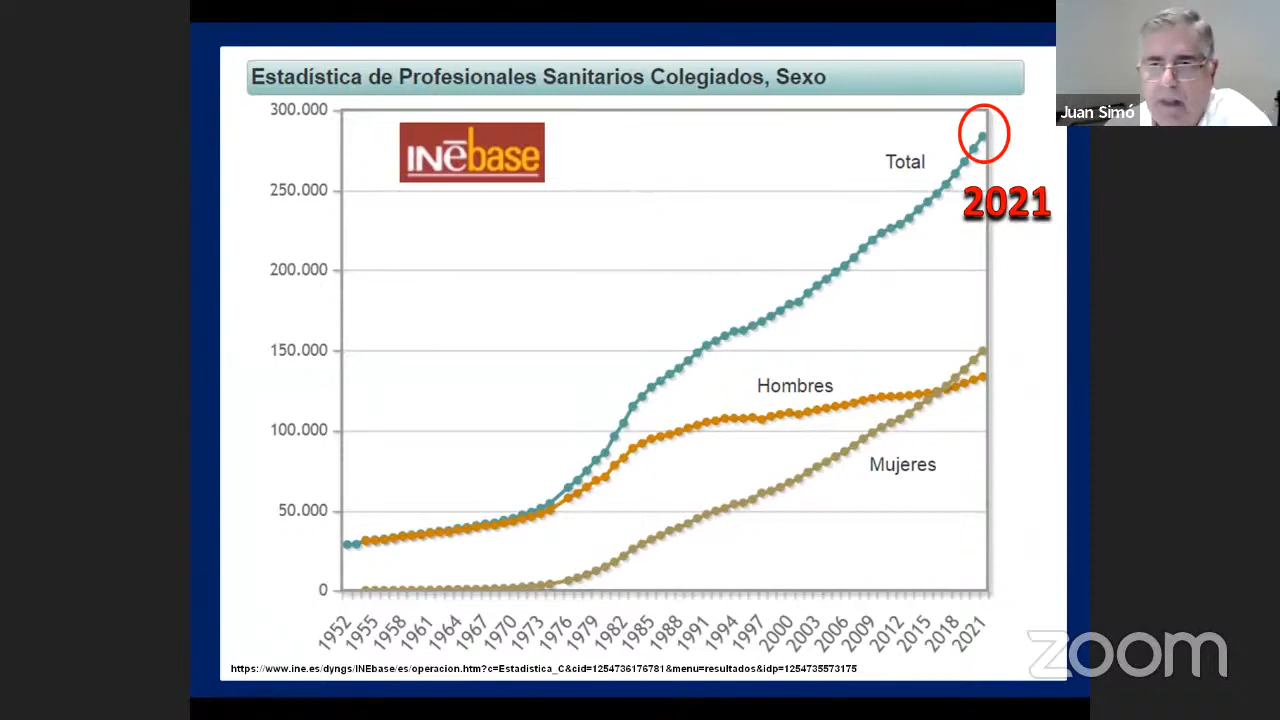 Estadística de Profesionales Sanitarios Colegiados, Sexo
Juan Simó
300.000
250.000
200.000
150.000
100.000
50.000
0
INēbase
Total
2021
Hombres
Mujeres
1952 1955 1958 1961 1964 1967 1970 1973 1976 1979 1982 1985 1988 1991 1994 1997 2000 2003 2006 2009 2012 2015 2018 2021
zoom
https://www.ine.es/dyngs/INEbase/es/operacion.htm?c=Estadistica_C&cid=1254736176781&menu=resultados&idp=1254735573175